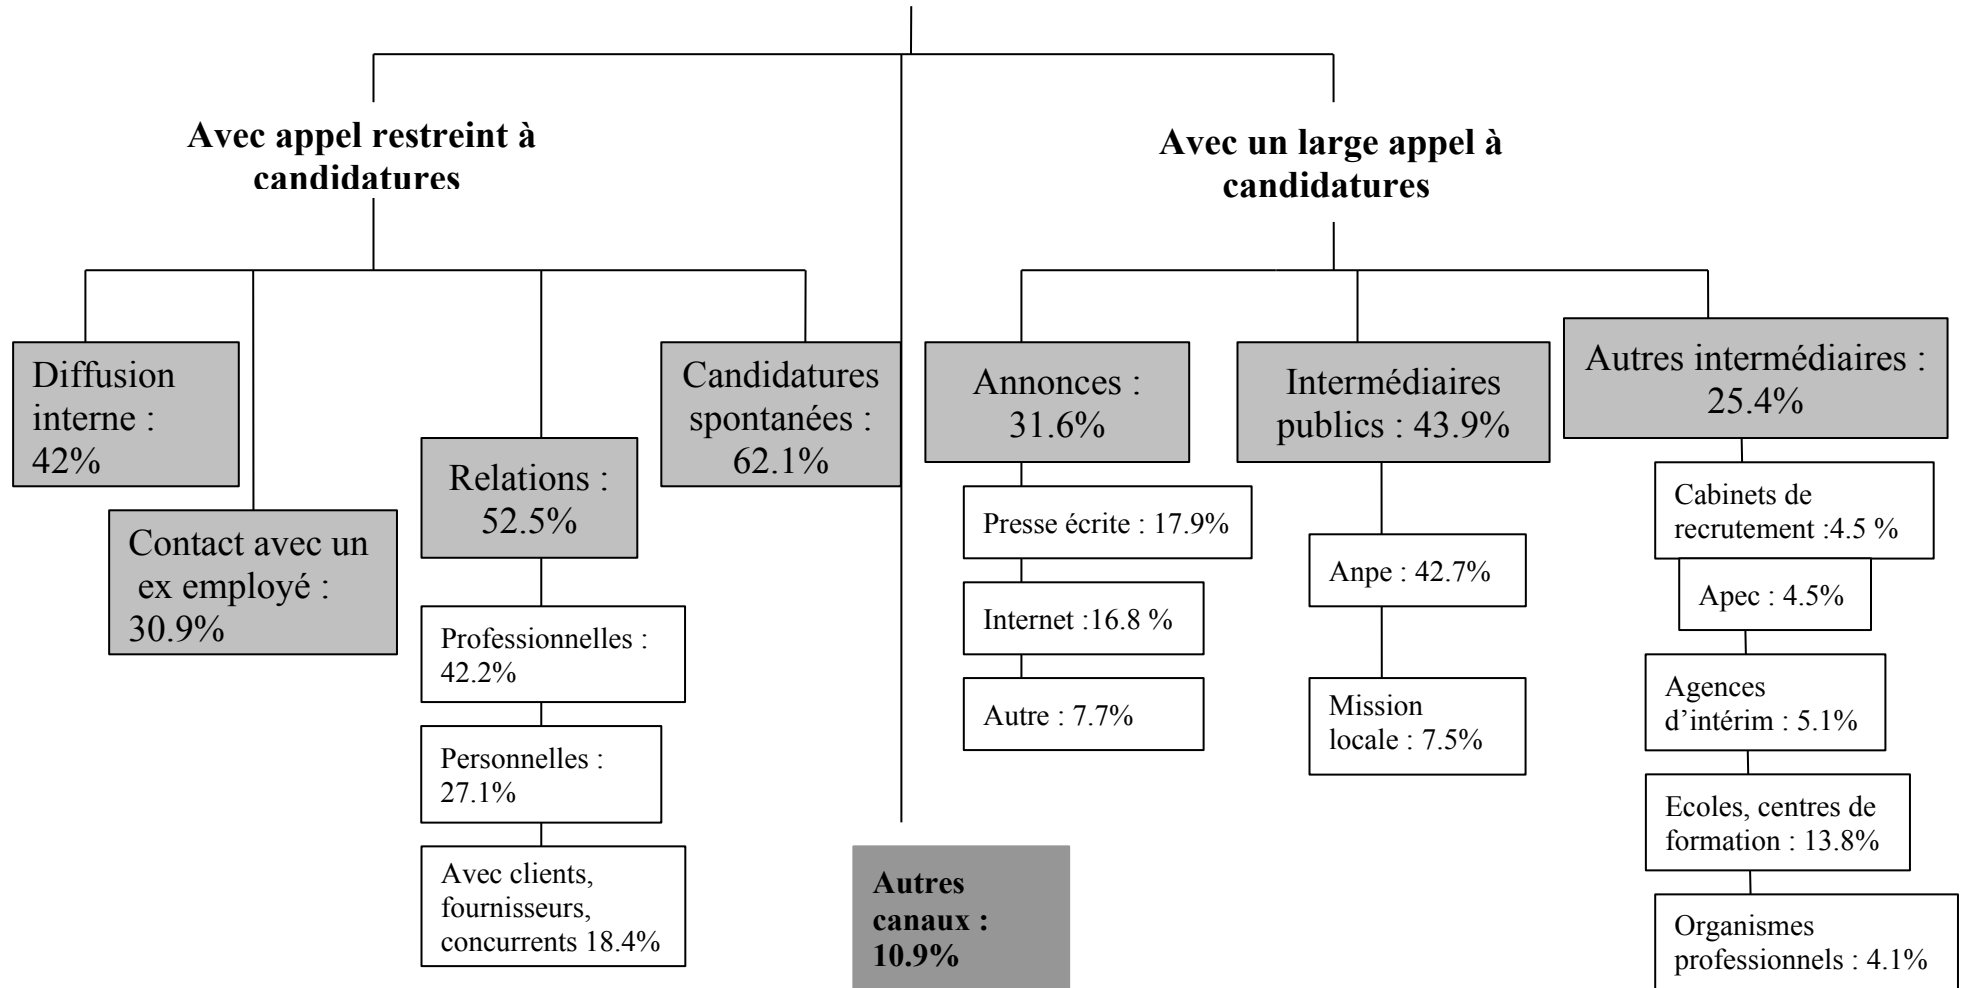 Avec appel restreint à
candidatures
Avec un large appel à
candidatures
Diffusion
interne :
42%
Contact avec un
ex employé :
30.9%
Relations :
52.5%
Professionnelles :
42.2%
Personnelles :
27.1%
Avec clients,
fournisseurs,
concurrents 18.4%
Candidatures
spontanées :
62.1%
Autres
canaux :
10.9%
Annonces :
31.6%
Presse écrite : 17.9%
Internet :16.8 %
Autre : 7.7%
Intermédiaires
publics : 43.9%
Anpe : 42.7%
Mission
locale : 7.5%
Autres intermédiaires :
25.4%
Cabinets de
recrutement :4.5 %
Apec : 4.5%
Agences
d’intérim : 5.1%
Ecoles, centres de
formation : 13.8%
Organismes
professionnels : 4.1%